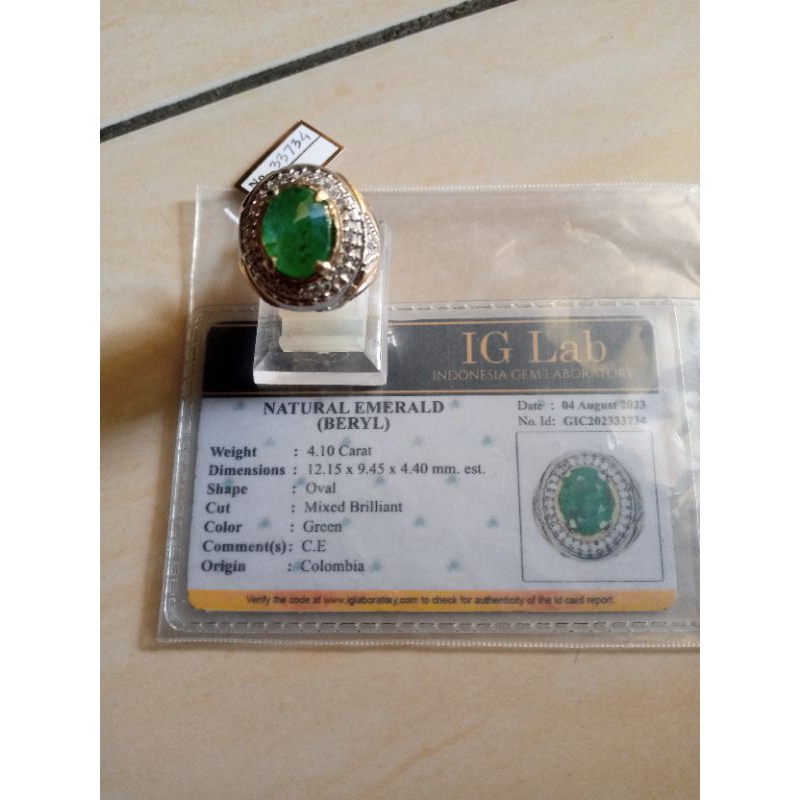 No. 33734
IG Lab
INDONESIA GEM LABORATORY
NATURAL EMERALD
(BERYL)
Date : 04 August 2023
No. Id: GIC202333734
Weight : 4.10 Carat
Dimensions : 12.15 x 9.45 x 4.40 mm. est.
Shape : Oval
Cut : Mixed Brilliant
Color : Green
Comment(s) : C.E
Origin : Colombia
Verify the code at www.iglaboratory.com to check for authenticity of the id card report.